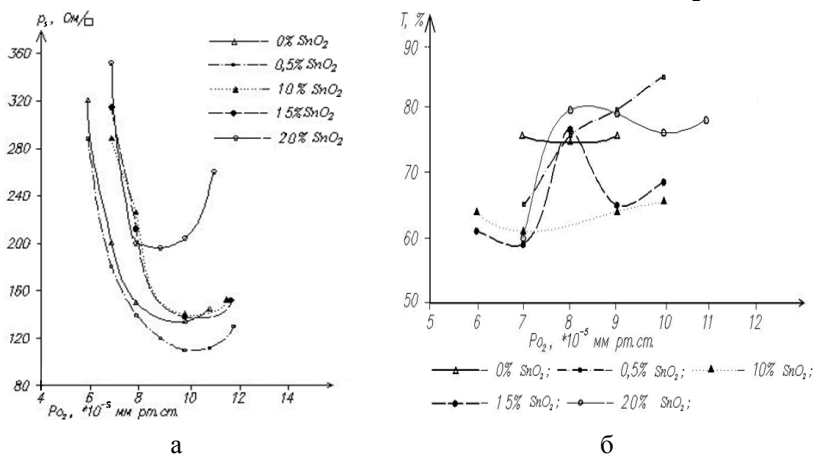 ρs, Ом/□
360
320
280
240
200
160
120
80
4 6 8 10 12 14
Po₂, *10⁻⁵ мм рт.ст.
0% SnO₂
0,5% SnO₂
10% SnO₂
15% SnO₂
20% SnO₂
а
T, %
90
80
70
60
50
5 6 7 8 9 10 11 12
Po₂, *10⁻⁵ мм рт.ст.
0% SnO₂; 0,5% SnO₂; 10% SnO₂;
15% SnO₂; 20% SnO₂;
б